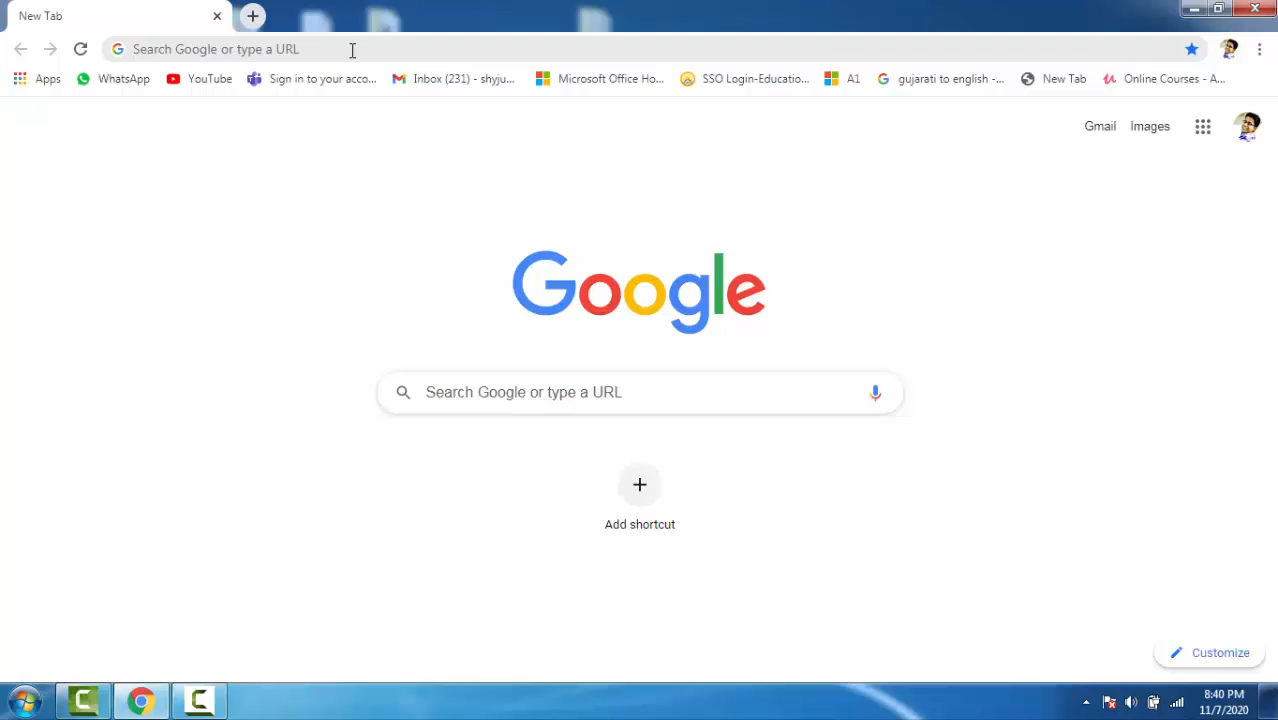 New Tab
Search Google or type a URL
Apps WhatsApp YouTube Sign in to your acco... Inbox (231) - shyju... Microsoft Office Ho... SSO Login-Educatio... A1 gujarati to english -... New Tab Online Courses - A...
Gmail Images
Google
Search Google or type a URL
Add shortcut
Customize
8:40 PM
11/7/2020